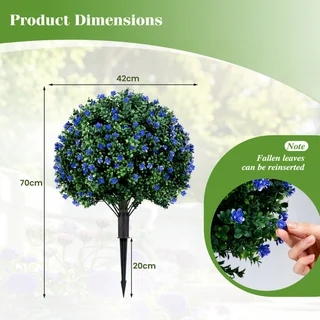 Product Dimensions
42cm
70cm
20cm
Note
Fallen leaves
can be reinserted